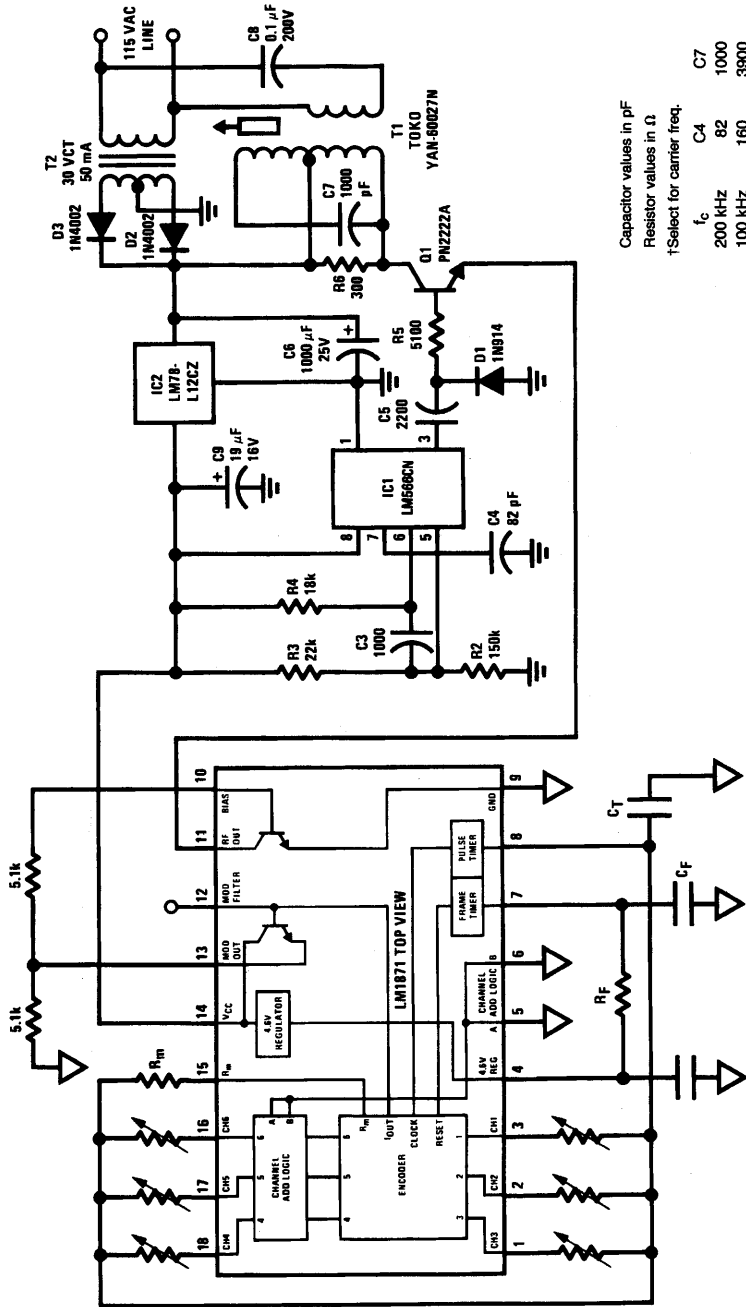 115 VAC
LINE
T2
30 VCT
50 mA
D3
1N4002
D2
1N4002
C8
0.1 μF
200V
T1
TOKO
YAN-60027N
C7
1000
pF
R6
300
Q1
PN2222A
R5
5100
D1
1N914
C5
2200
IC2
LM78-
L12CZ
C6
1000 μF
25V
+
C9
19 μF
16V
+
IC1
LM566CN
1
3
8
7
6
5
C4
82 pF
R4
18k
C3
1000
R3
22k
R2
150k
5.1k
5.1k
Rm
18
17
16
15
14
13
12
11
10
CH4
CH5
CH6
Rm
VCC
MOD OUT
MOD
FILTER
RF
OUT
BIAS
4.6V
REGULATOR
CHANNEL
ADD LOGIC
4
5
6
A
B
ENCODER
4
5
6
Rm
IOUT
CLOCK
RESET
3
2
1
LM1871 TOP VIEW
FRAME
TIMER
PULSE
TIMER
CH3
CH2
CH1
4.6V
REG
CHANNEL
ADD LOGIC
A
B
GND
1
2
3
4
5
6
7
8
9
RF
CF
CT
Capacitor values in pF
Resistor values in Ω
†Select for carrier freq.
fc C4 C7
200 kHz 82 1000
100 kHz 160 3900